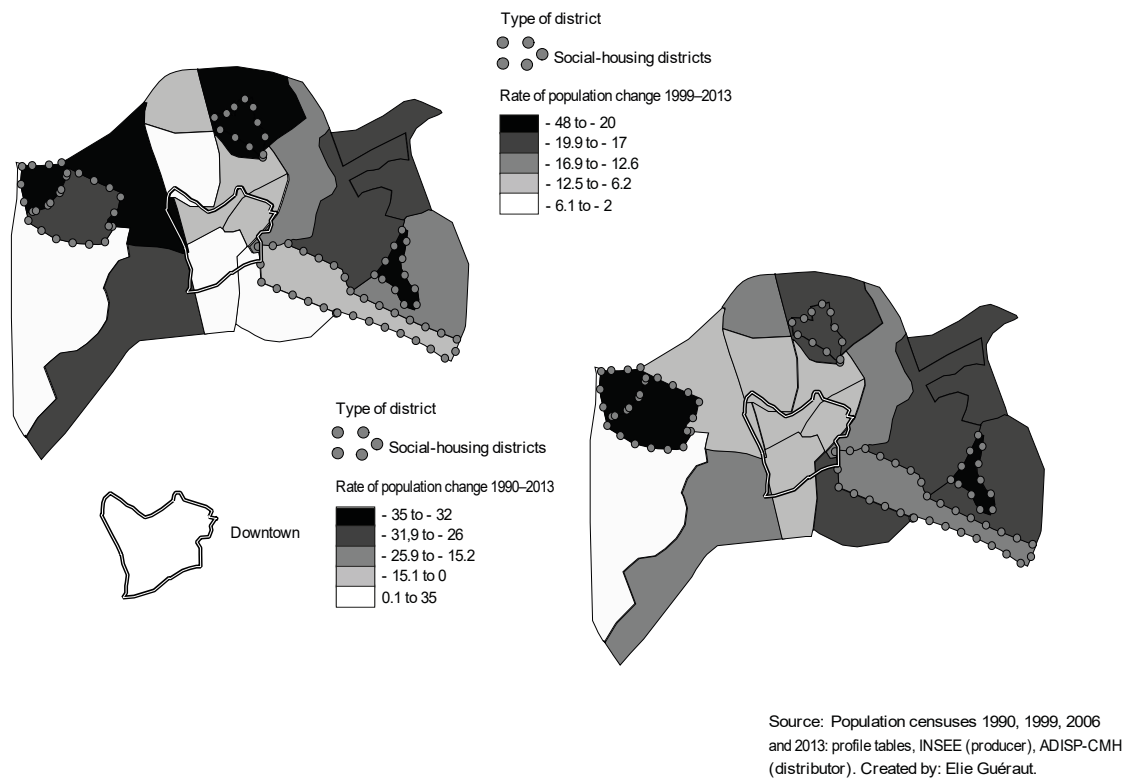 Type of district
Social-housing districts
Rate of population change 1999–2013
- 48 to - 20
- 19.9 to - 17
- 16.9 to - 12.6
- 12.5 to - 6.2
- 6.1 to - 2
Type of district
Social-housing districts
Rate of population change 1990–2013
- 35 to - 32
- 31,9 to - 26
- 25.9 to - 15.2
- 15.1 to 0
0.1 to 35
Downtown
Source: Population censuses 1990, 1999, 2006
and 2013: profile tables, INSEE (producer), ADISP-CMH
(distributor). Created by: Elie Guéraut.